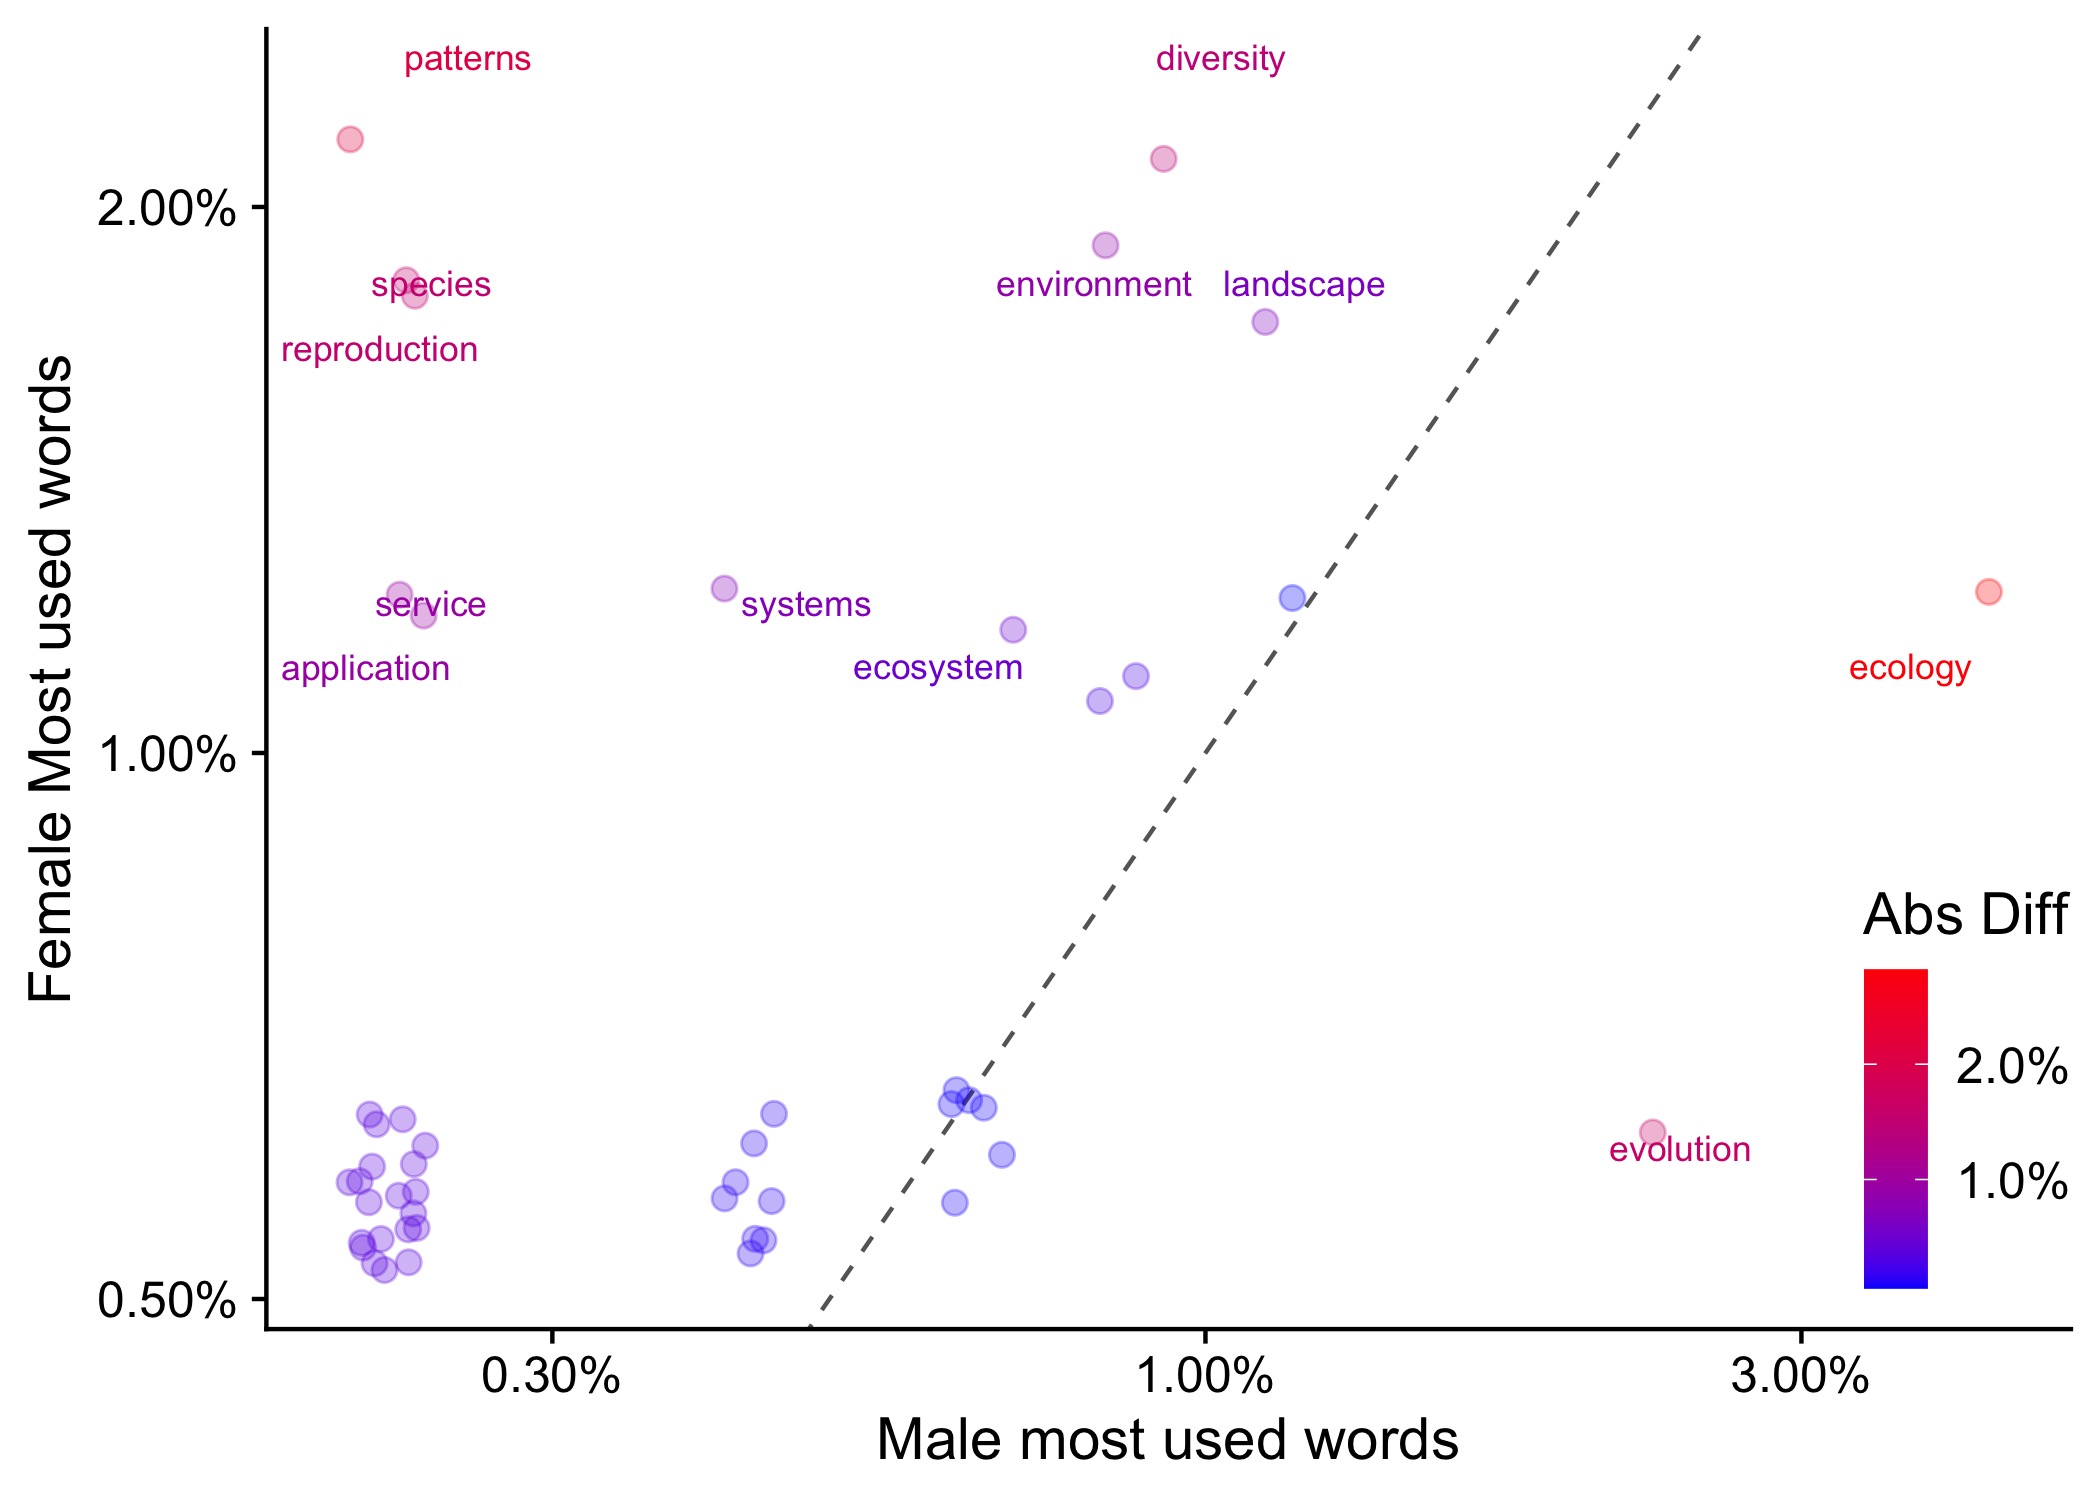 patterns
diversity
2.00%
species
environment
landscape
reproduction
service
systems
application
ecosystem
ecology
1.00%
Female Most used words
Abs Diff
2.0%
evolution
1.0%
0.50%
0.30%
1.00%
3.00%
Male most used words